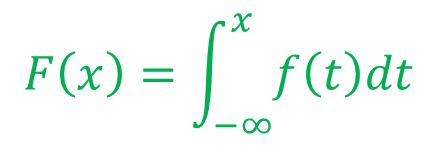 F(x) = ∫_{-∞}^{x} f(t)dt